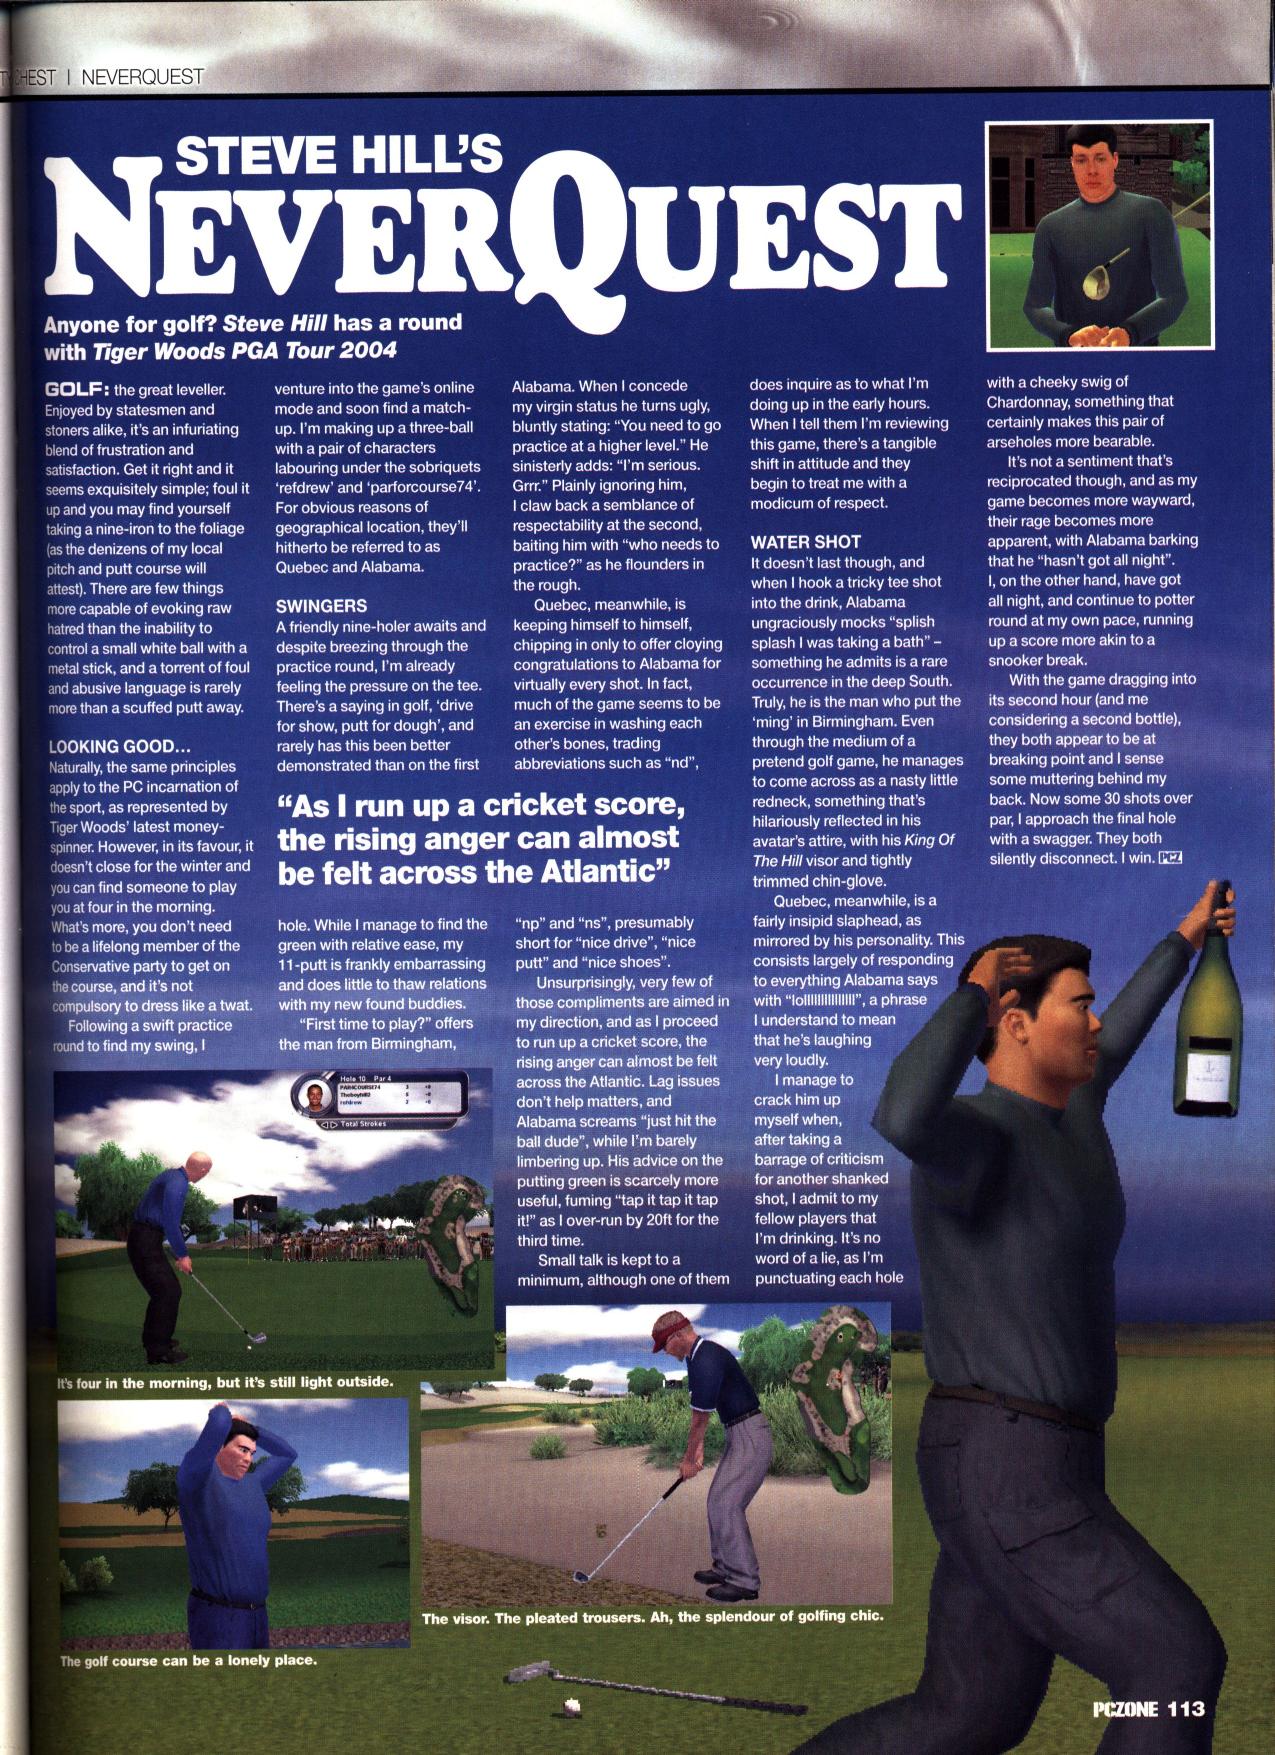 HEST | NEVERQUEST
STEVE HILL'S
NEVERQUEST
Anyone for golf? Steve Hill has a round
with Tiger Woods PGA Tour 2004
GOLF: the great leveller.
Enjoyed by statesmen and
stoners alike, it's an infuriating
blend of frustration and
satisfaction. Get it right and it
seems exquisitely simple; foul it
up and you may find yourself
taking a nine-iron to the foliage
(as the denizens of my local
pitch and putt course will
attest). There are few things
more capable of evoking raw
hatred than the inability to
control a small white ball with a
metal stick, and a torrent of foul
and abusive language is rarely
more than a scuffed putt away.
LOOKING GOOD...
Naturally, the same principles
apply to the PC incarnation of
the sport, as represented by
Tiger Woods' latest money-
spinner. However, in its favour, it
doesn't close for the winter and
you can find someone to play
you at four in the morning.
What's more, you don't need
to be a lifelong member of the
Conservative party to get on
the course, and it's not
compulsory to dress like a twat.
Following a swift practice
round to find my swing, I
venture into the game's online
mode and soon find a match-
up. I'm making up a three-ball
with a pair of characters
labouring under the sobriquets
'refdrew' and 'parforcourse74'.
For obvious reasons of
geographical location, they'll
hitherto be referred to as
Quebec and Alabama.
SWINGERS
A friendly nine-holer awaits and
despite breezing through the
practice round, I'm already
feeling the pressure on the tee.
There's a saying in golf, 'drive
for show, putt for dough', and
rarely has this been better
demonstrated than on the first
"As I run up a cricket score,
the rising anger can almost
be felt across the Atlantic"
hole. While I manage to find the
green with relative ease, my
11-putt is frankly embarrassing
and does little to thaw relations
with my new found buddies.
"First time to play?" offers
the man from Birmingham,
Alabama. When I concede
my virgin status he turns ugly,
bluntly stating: "You need to go
practice at a higher level." He
sinisterly adds: "I'm serious.
Grrr." Plainly ignoring him,
I claw back a semblance of
respectability at the second,
baiting him with "who needs to
practice?" as he flounders in
the rough.
Quebec, meanwhile, is
keeping himself to himself,
chipping in only to offer cloying
congratulations to Alabama for
virtually every shot. In fact,
much of the game seems to be
an exercise in washing each
other's bones, trading
abbreviations such as "nd",
"np" and "ns", presumably
short for "nice drive", "nice
putt" and "nice shoes".
Unsurprisingly, very few of
those compliments are aimed in
my direction, and as I proceed
to run up a cricket score, the
rising anger can almost be felt
across the Atlantic. Lag issues
don't help matters, and
Alabama screams "just hit the
ball dude", while I'm barely
limbering up. His advice on the
putting green is scarcely more
useful, fuming "tap it tap it tap
it!" as I over-run by 20ft for the
third time.
Small talk is kept to a
minimum, although one of them
does inquire as to what I'm
doing up in the early hours.
When I tell them I'm reviewing
this game, there's a tangible
shift in attitude and they
begin to treat me with a
modicum of respect.
WATER SHOT
It doesn't last though, and
when I hook a tricky tee shot
into the drink, Alabama
ungraciously mocks "splish
splash I was taking a bath" –
something he admits is a rare
occurrence in the deep South.
Truly, he is the man who put the
'ming' in Birmingham. Even
through the medium of a
pretend golf game, he manages
to come across as a nasty little
redneck, something that's
hilariously reflected in his
avatar's attire, with his King Of
The Hill visor and tightly
trimmed chin-glove.
Quebec, meanwhile, is a
fairly insipid slaphead, as
mirrored by his personality. This
consists largely of responding
to everything Alabama says
with "lolllllllllllllllll", a phrase
I understand to mean
that he's laughing
very loudly.
I manage to
crack him up
myself when,
after taking a
barrage of criticism
for another shanked
shot, I admit to my
fellow players that
I'm drinking. It's no
word of a lie, as I'm
punctuating each hole
with a cheeky swig of
Chardonnay, something that
certainly makes this pair of
arseholes more bearable.
It's not a sentiment that's
reciprocated though, and as my
game becomes more wayward,
their rage becomes more
apparent, with Alabama barking
that he "hasn't got all night".
I, on the other hand, have got
all night, and continue to potter
round at my own pace, running
up a score more akin to a
snooker break.
With the game dragging into
its second hour (and me
considering a second bottle),
they both appear to be at
breaking point and I sense
some muttering behind my
back. Now some 30 shots over
par, I approach the final hole
with a swagger. They both
silently disconnect. I win. PCZ
Hole 10 Par 4
PAR4COURSE74 3 +0
Theboyhill2 5 +0
refdrew 2 +0
Total Strokes
It's four in the morning, but it's still light outside.
The visor. The pleated trousers. Ah, the splendour of golfing chic.
The golf course can be a lonely place.
PCZONE 113